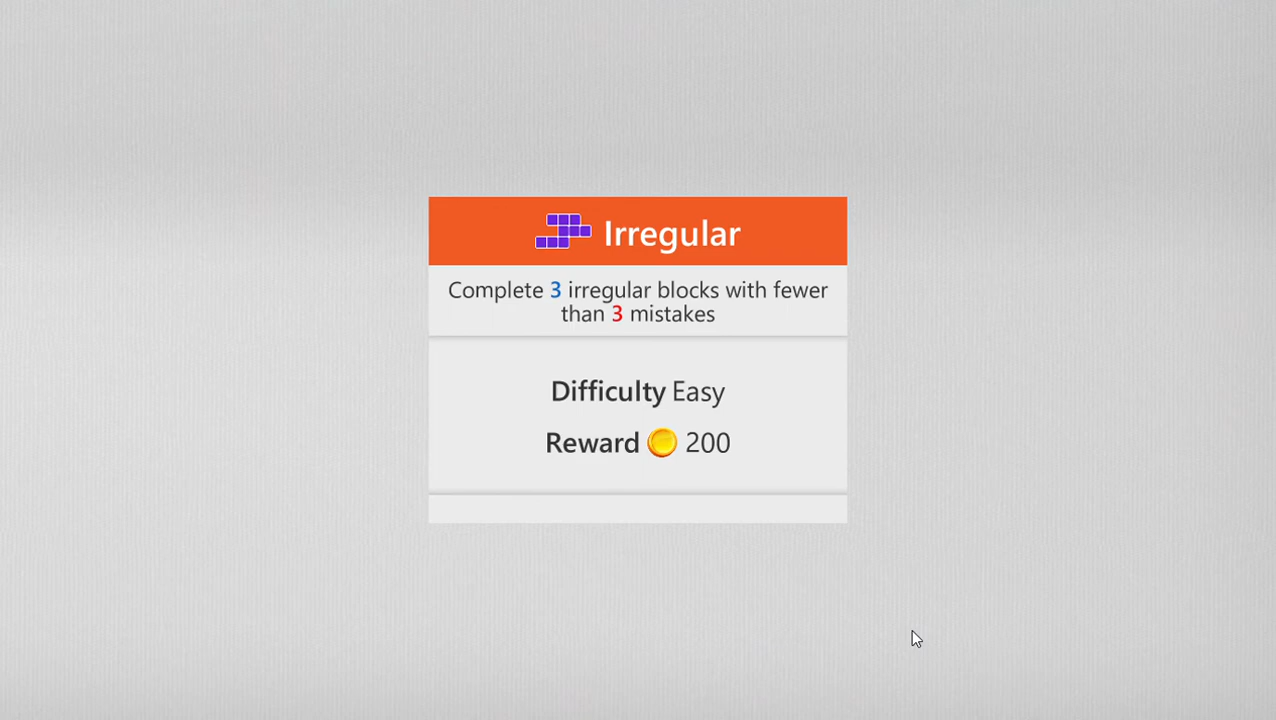 Irregular
Complete 3 irregular blocks with fewer
than 3 mistakes
Difficulty Easy
Reward 200